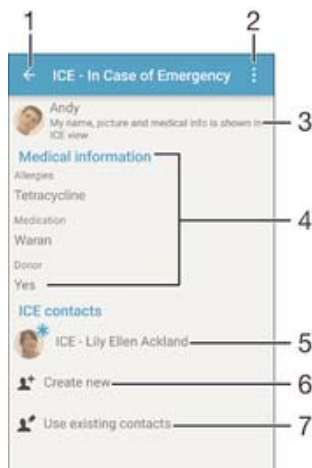 1
2
ICE - In Case of Emergency
Andy
My name, picture and medical info is shown in
ICE view
3
Medical information
Allergies
Tetracycline
Medication
Waran
4
Donor
Yes
ICE contacts
ICE - Lily Ellen Ackland
5
Create new
6
Use existing contacts
7